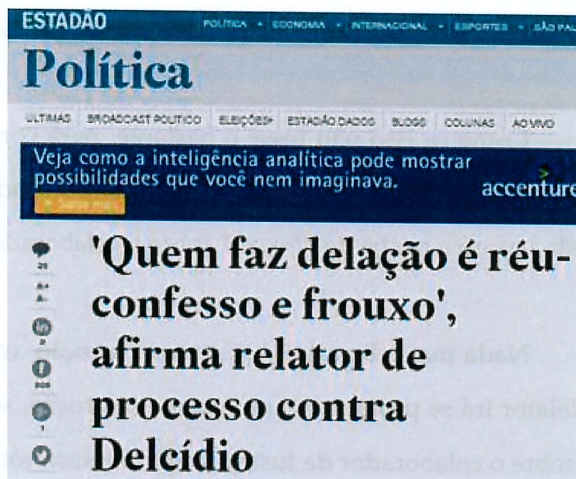 ESTADÃO
POLÍTICA ECONOMIA INTERNACIONAL ESPORTES SÃO PAU
Política
ÚLTIMAS BROADCAST POLÍTICO ELEIÇÕES ESTADÃO DADOS BLOGS COLUNAS AO VIVO
Veja como a inteligência analítica pode mostrar
possibilidades que você nem imaginava.
accenture
Saiba mais
'Quem faz delação é réu-
confesso e frouxo',
afirma relator de
processo contra
Delcídio
A+
A-